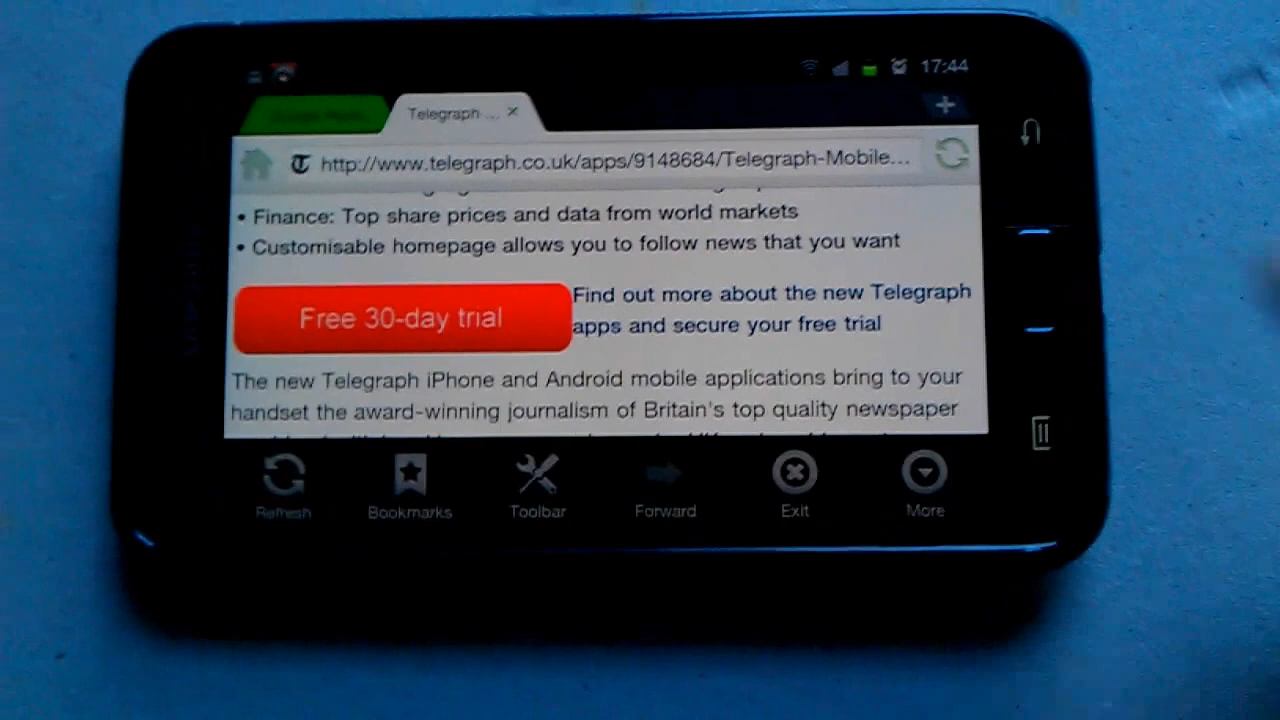 17:44
Telegraph ... ×
http://www.telegraph.co.uk/apps/9148684/Telegraph-Mobile...
• Finance: Top share prices and data from world markets
• Customisable homepage allows you to follow news that you want
Free 30-day trial
Find out more about the new Telegraph
apps and secure your free trial
The new Telegraph iPhone and Android mobile applications bring to your
handset the award-winning journalism of Britain's top quality newspaper
Refresh
Bookmarks
Toolbar
Forward
Exit
More